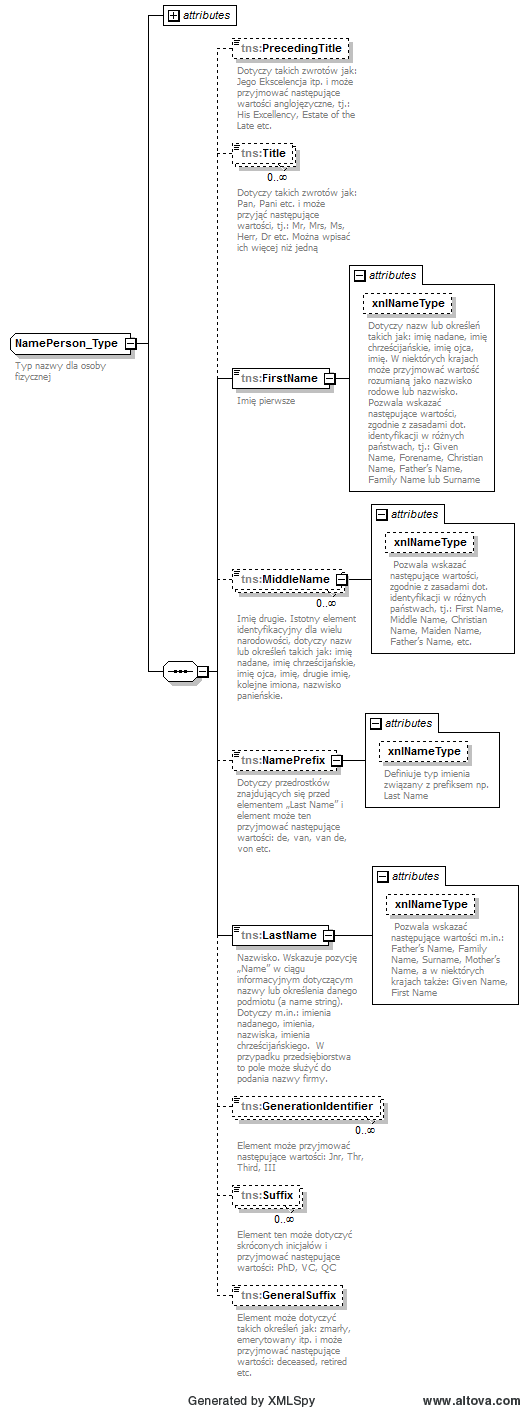 attributes
tns:PrecedingTitle
Dotyczy takich zwrotów jak:
Jego Ekscelencja itp. i może
przyjmować następujące
wartości anglojęzyczne, tj.:
His Excellency, Estate of the
Late etc.
tns:Title
0..∞
Dotyczy takich zwrotów jak:
Pan, Pani etc. i może
przyjąć następujące
wartości, tj.: Mr, Mrs, Ms,
Herr, Dr etc. Można wpisać
ich więcej niż jedną
NamePerson_Type
Typ nazwy dla osoby
fizycznej
tns:FirstName
Imię pierwsze
attributes
xnlNameType
Dotyczy nazw lub określeń
takich jak: imię nadane, imię
chrześcijańskie, imię ojca,
imię. W niektórych krajach
może przyjmować wartość
rozumianą jako nazwisko
rodowe lub nazwisko.
Pozwala wskazać
następujące wartości,
zgodnie z zasadami dot.
identyfikacji w różnych
państwach, tj.: Given
Name, Forename, Christian
Name, Father's Name,
Family Name lub Surname
tns:MiddleName
0..∞
Imię drugie. Istotny element
identyfikacyjny dla wielu
narodowości, dotyczy nazw
lub określeń takich jak: imię
nadane, imię chrześcijańskie,
imię ojca, imię, drugie imię,
kolejne imiona, nazwisko
panieńskie.
attributes
xnlNameType
Pozwala wskazać
następujące wartości,
zgodnie z zasadami dot.
identyfikacji w różnych
państwach, tj.: First Name,
Middle Name, Christian
Name, Maiden Name,
Father's Name, etc.
tns:NamePrefix
Dotyczy przedrostków
znajdujących się przed
elementem „Last Name” i
element może ten
przyjmować następujące
wartości: de, van, van de,
von etc.
attributes
xnlNameType
Definiuje typ imienia
związany z prefiksem np.
Last Name
tns:LastName
Nazwisko. Wskazuje pozycję
„Name” w ciągu
informacyjnym dotyczącym
nazwy lub określenia danego
podmiotu (a name string).
Dotyczy m.in.: imienia
nadanego, imienia,
nazwiska, imienia
chrześcijańskiego. W
przypadku przedsiębiorstwa
to pole może służyć do
podania nazwy firmy.
attributes
xnlNameType
Pozwala wskazać
następujące wartości m.in.:
Father's Name, Family
Name, Surname, Mother's
Name, a w niektórych
krajach także: Given Name,
First Name
tns:GenerationIdentifier
0..∞
Element może przyjmować
następujące wartości: Jnr, Thr,
Third, III
tns:Suffix
0..∞
Element ten może dotyczyć
skróconych inicjałów i
przyjmować następujące
wartości: PhD, VC, QC
tns:GeneralSuffix
Element może dotyczyć
takich określeń jak: zmarły,
emerytowany itp. i może
przyjmować następujące
wartości: deceased, retired
etc.
Generated by XMLSpy
www.altova.com